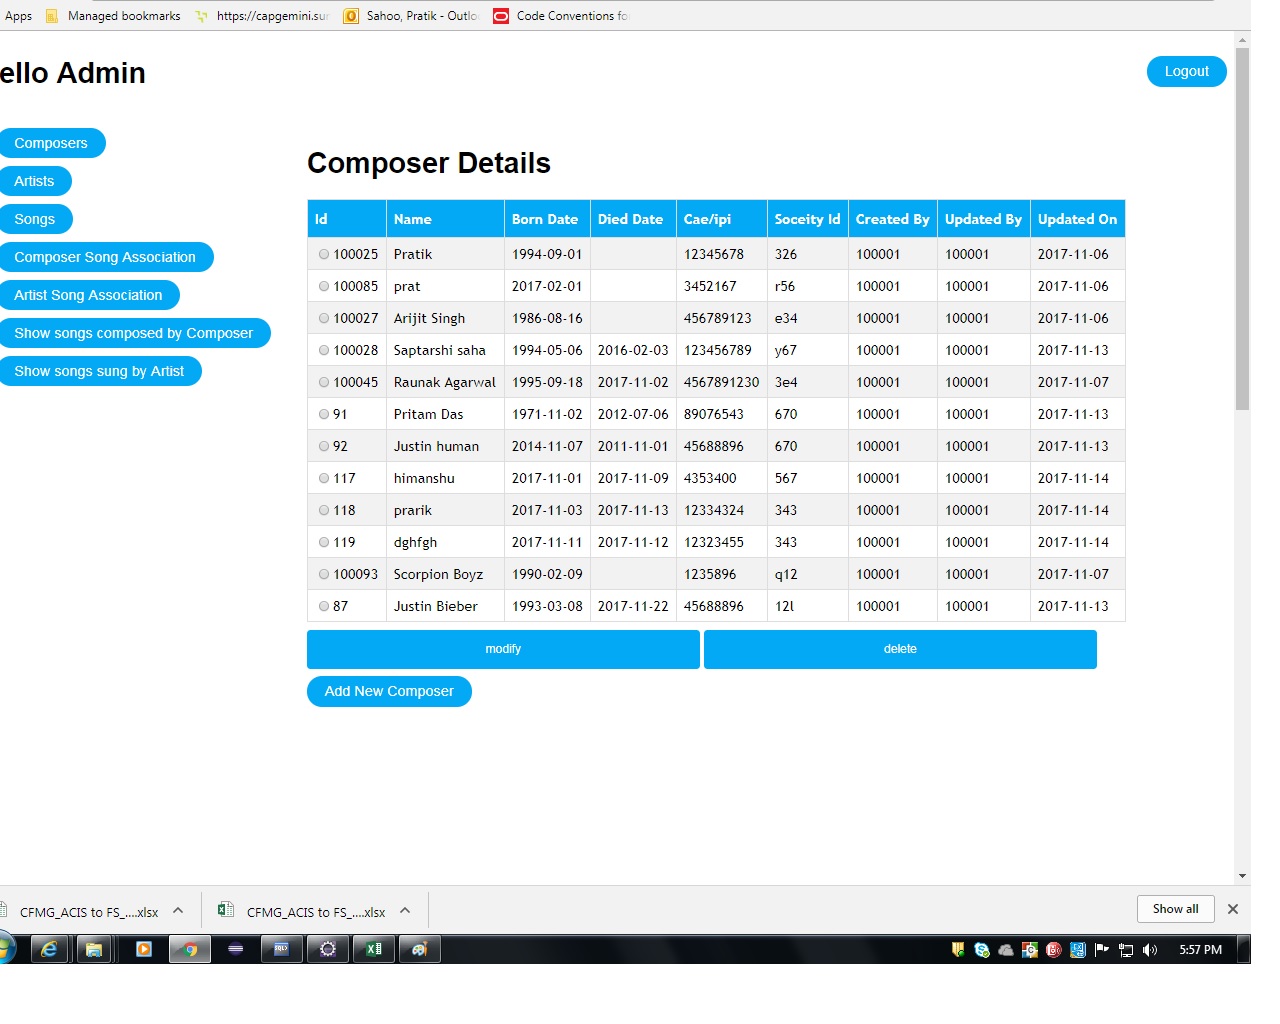 Apps Managed bookmarks https://capgemini.sur Sahoo, Pratik - Outlo Code Conventions fo
ello Admin
Logout
Composers
Artists
Songs
Composer Song Association
Artist Song Association
Show songs composed by Composer
Show songs sung by Artist
Composer Details
Id Name Born Date Died Date Cae/ipi Soceity Id Created By Updated By Updated On
100025 Pratik 1994-09-01 12345678 326 100001 100001 2017-11-06
100085 prat 2017-02-01 3452167 r56 100001 100001 2017-11-06
100027 Arijit Singh 1986-08-16 456789123 e34 100001 100001 2017-11-06
100028 Saptarshi saha 1994-05-06 2016-02-03 123456789 y67 100001 100001 2017-11-13
100045 Raunak Agarwal 1995-09-18 2017-11-02 4567891230 3e4 100001 100001 2017-11-07
91 Pritam Das 1971-11-02 2012-07-06 89076543 670 100001 100001 2017-11-13
92 Justin human 2014-11-07 2011-11-01 45688896 670 100001 100001 2017-11-13
117 himanshu 2017-11-01 2017-11-09 4353400 567 100001 100001 2017-11-14
118 prarik 2017-11-03 2017-11-13 12334324 343 100001 100001 2017-11-14
119 dghfgh 2017-11-11 2017-11-12 12323455 343 100001 100001 2017-11-14
100093 Scorpion Boyz 1990-02-09 1235896 q12 100001 100001 2017-11-07
87 Justin Bieber 1993-03-08 2017-11-22 45688896 12l 100001 100001 2017-11-13
modify delete
Add New Composer
CFMG_ACIS to FS_....xlsx CFMG_ACIS to FS_....xlsx Show all
5:57 PM